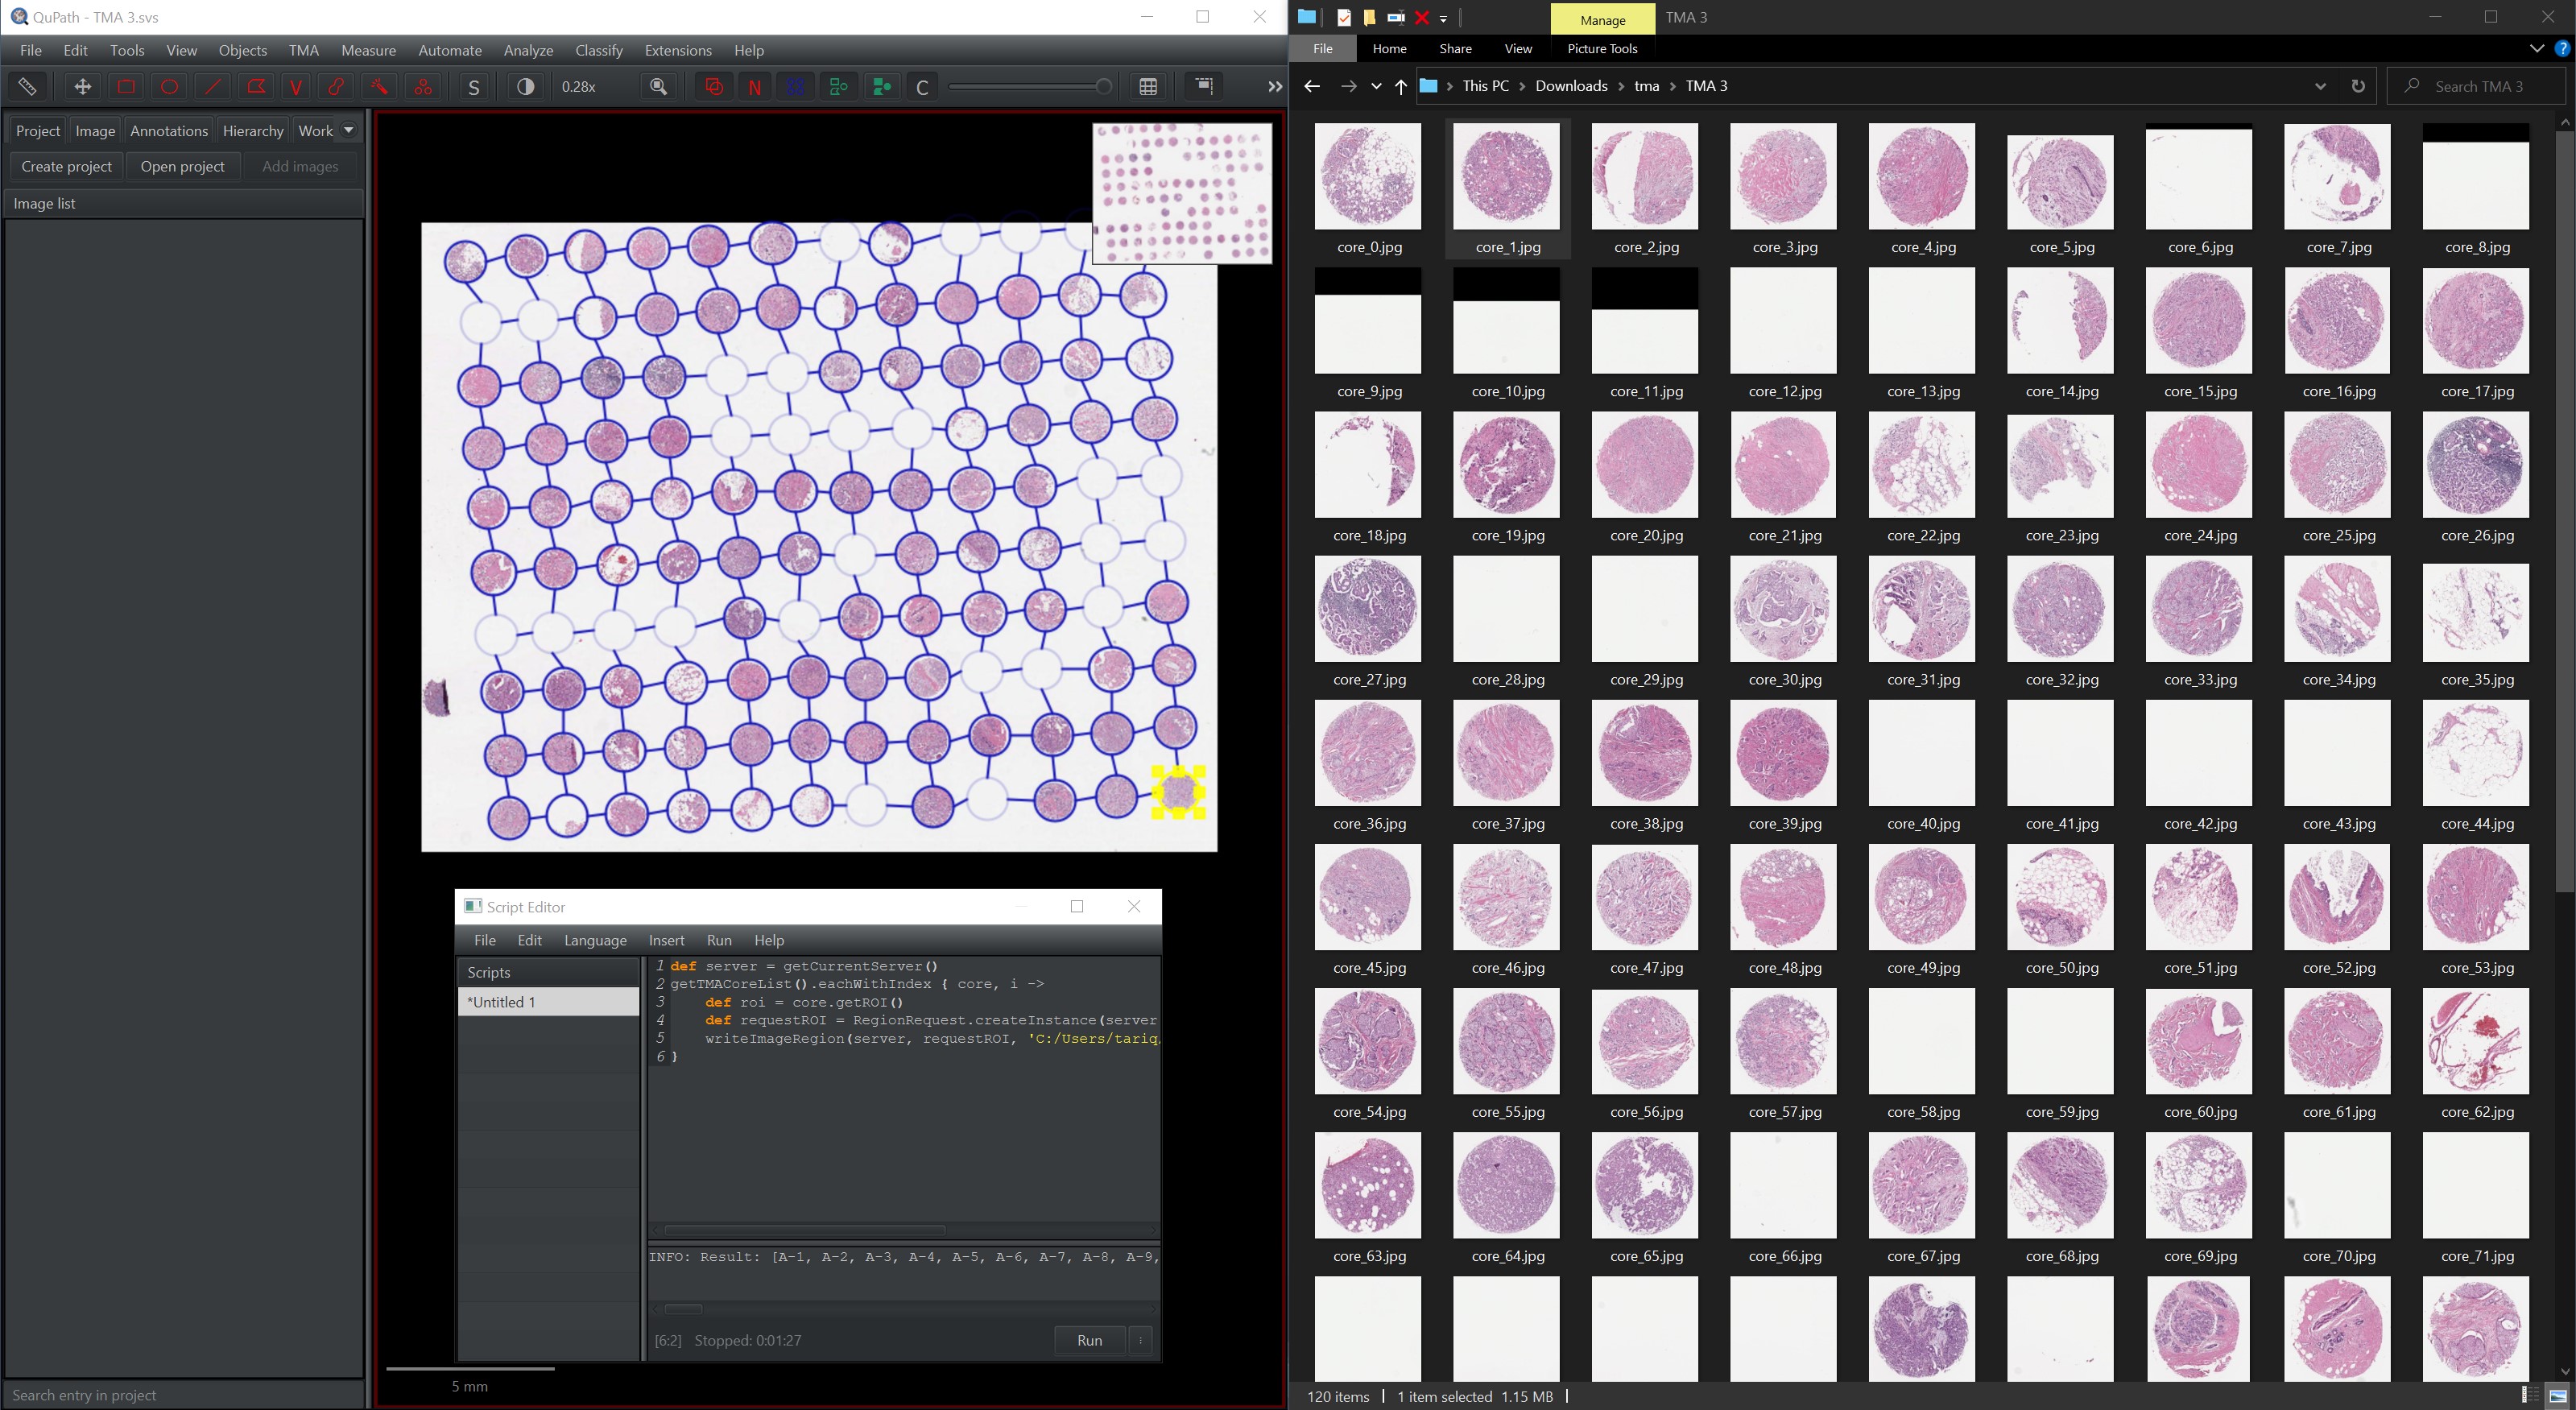 QuPath - TMA 3.svs
File Edit Tools View Objects TMA Measure Automate Analyze Classify Extensions Help
V S 0.28x N C
Project Image Annotations Hierarchy Work
Create project Open project Add images
Image list
Search entry in project
5 mm
Script Editor
File Edit Language Insert Run Help
Scripts
*Untitled 1
1 def server = getCurrentServer()
2 getTMACoreList().eachWithIndex { core, i ->
3 def roi = core.getROI()
4 def requestROI = RegionRequest.createInstance(server
5 writeImageRegion(server, requestROI, 'C:/Users/tariq
6 }
INFO: Result: [A-1, A-2, A-3, A-4, A-5, A-6, A-7, A-8, A-9,
[6:2] Stopped: 0:01:27
Run
Manage TMA 3
File Home Share View Picture Tools
This PC Downloads tma TMA 3
Search TMA 3
core_0.jpg core_1.jpg core_2.jpg core_3.jpg core_4.jpg core_5.jpg core_6.jpg core_7.jpg core_8.jpg
core_9.jpg core_10.jpg core_11.jpg core_12.jpg core_13.jpg core_14.jpg core_15.jpg core_16.jpg core_17.jpg
core_18.jpg core_19.jpg core_20.jpg core_21.jpg core_22.jpg core_23.jpg core_24.jpg core_25.jpg core_26.jpg
core_27.jpg core_28.jpg core_29.jpg core_30.jpg core_31.jpg core_32.jpg core_33.jpg core_34.jpg core_35.jpg
core_36.jpg core_37.jpg core_38.jpg core_39.jpg core_40.jpg core_41.jpg core_42.jpg core_43.jpg core_44.jpg
core_45.jpg core_46.jpg core_47.jpg core_48.jpg core_49.jpg core_50.jpg core_51.jpg core_52.jpg core_53.jpg
core_54.jpg core_55.jpg core_56.jpg core_57.jpg core_58.jpg core_59.jpg core_60.jpg core_61.jpg core_62.jpg
core_63.jpg core_64.jpg core_65.jpg core_66.jpg core_67.jpg core_68.jpg core_69.jpg core_70.jpg core_71.jpg
120 items 1 item selected 1.15 MB